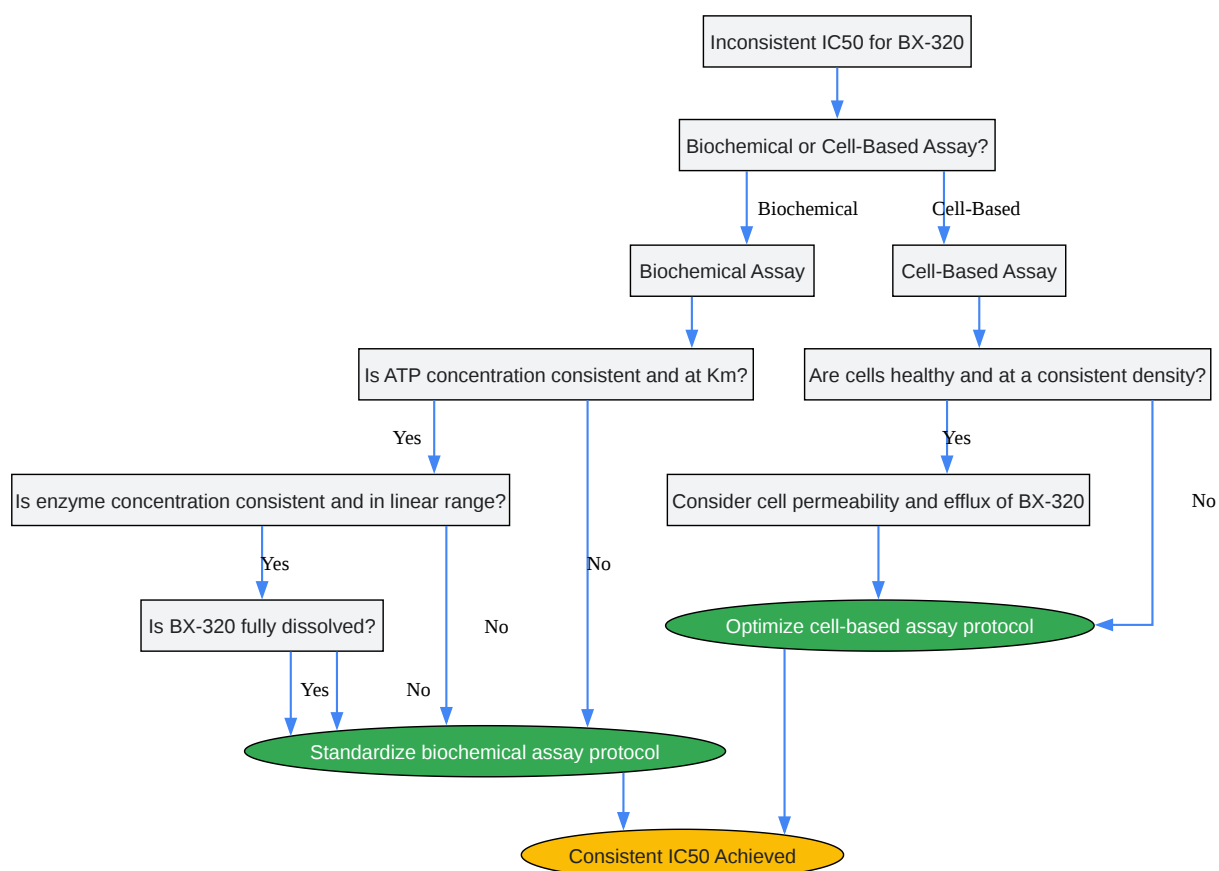 Inconsistent IC50 for BX-320
Biochemical or Cell-Based Assay?
Biochemical
Cell-Based
Biochemical Assay
Cell-Based Assay
Is ATP concentration consistent and at Km?
Are cells healthy and at a consistent density?
Yes
Yes
Is enzyme concentration consistent and in linear range?
Consider cell permeability and efflux of BX-320
No
Yes
No
Is BX-320 fully dissolved?
No
Optimize cell-based assay protocol
Yes
No
Standardize biochemical assay protocol
Consistent IC50 Achieved